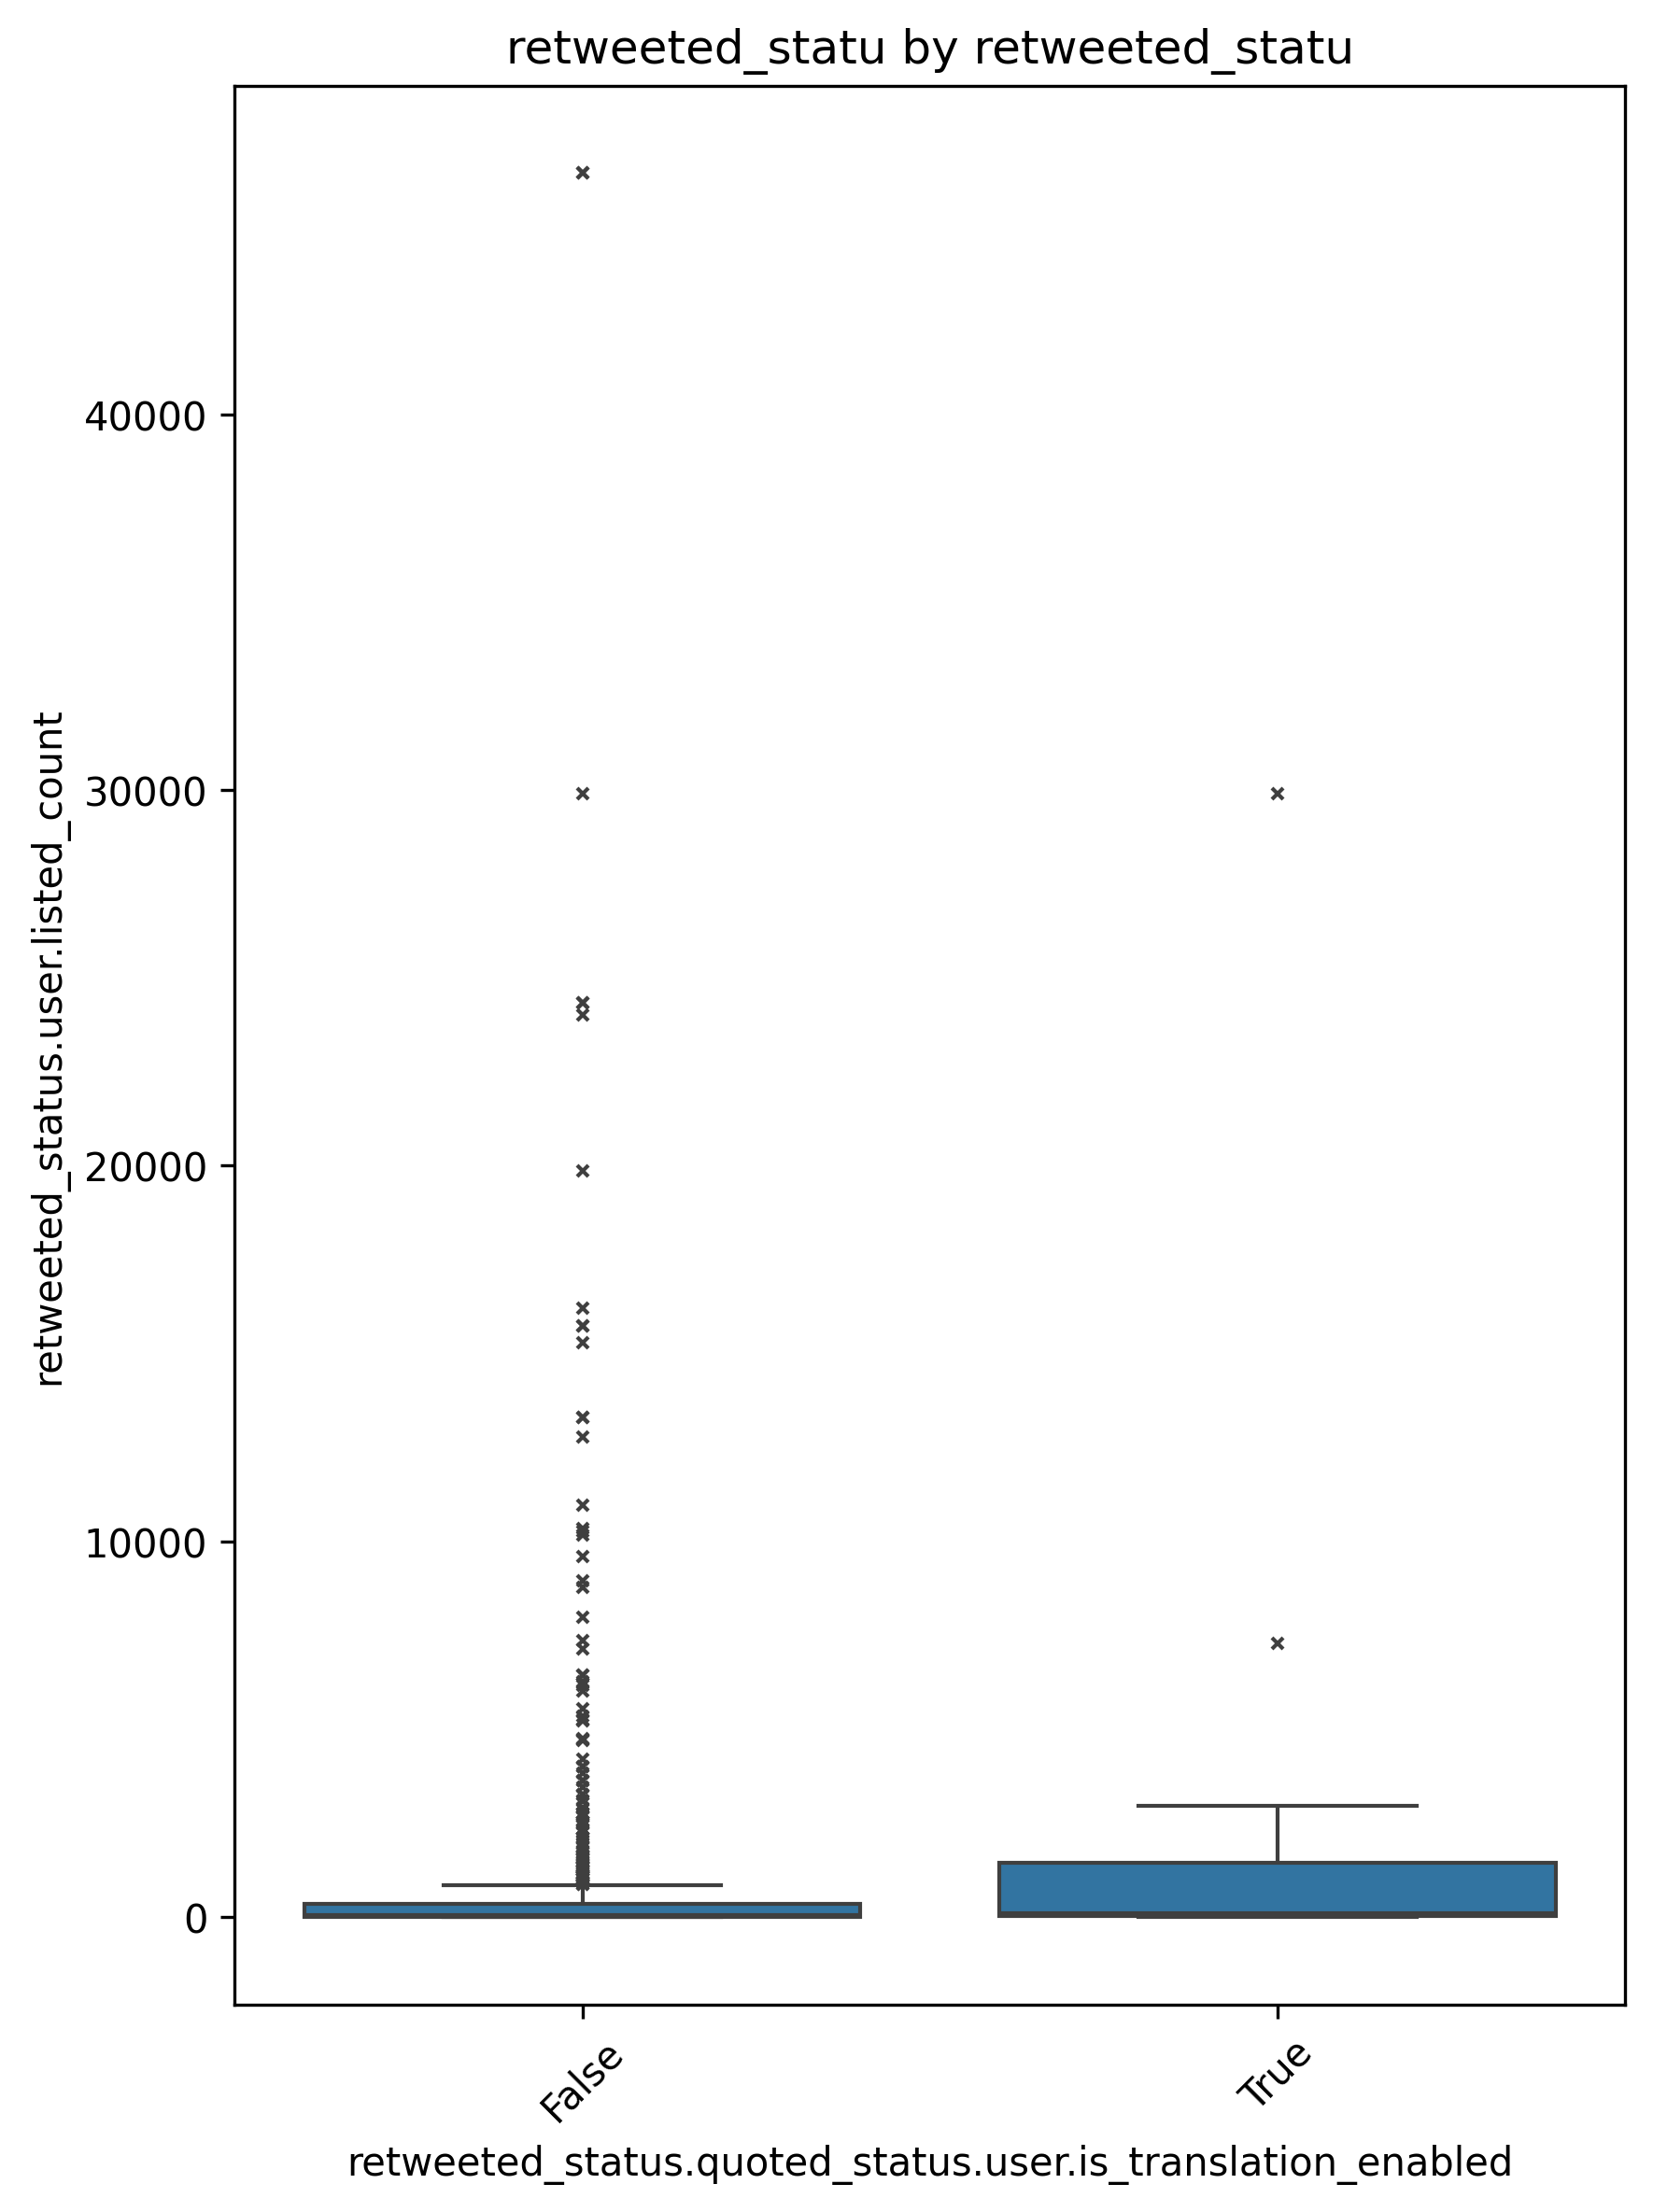 retweeted_statu by retweeted_statu
retweeted_status.user.listed_count
40000
30000
20000
10000
0
False
True
retweeted_status.quoted_status.user.is_translation_enabled